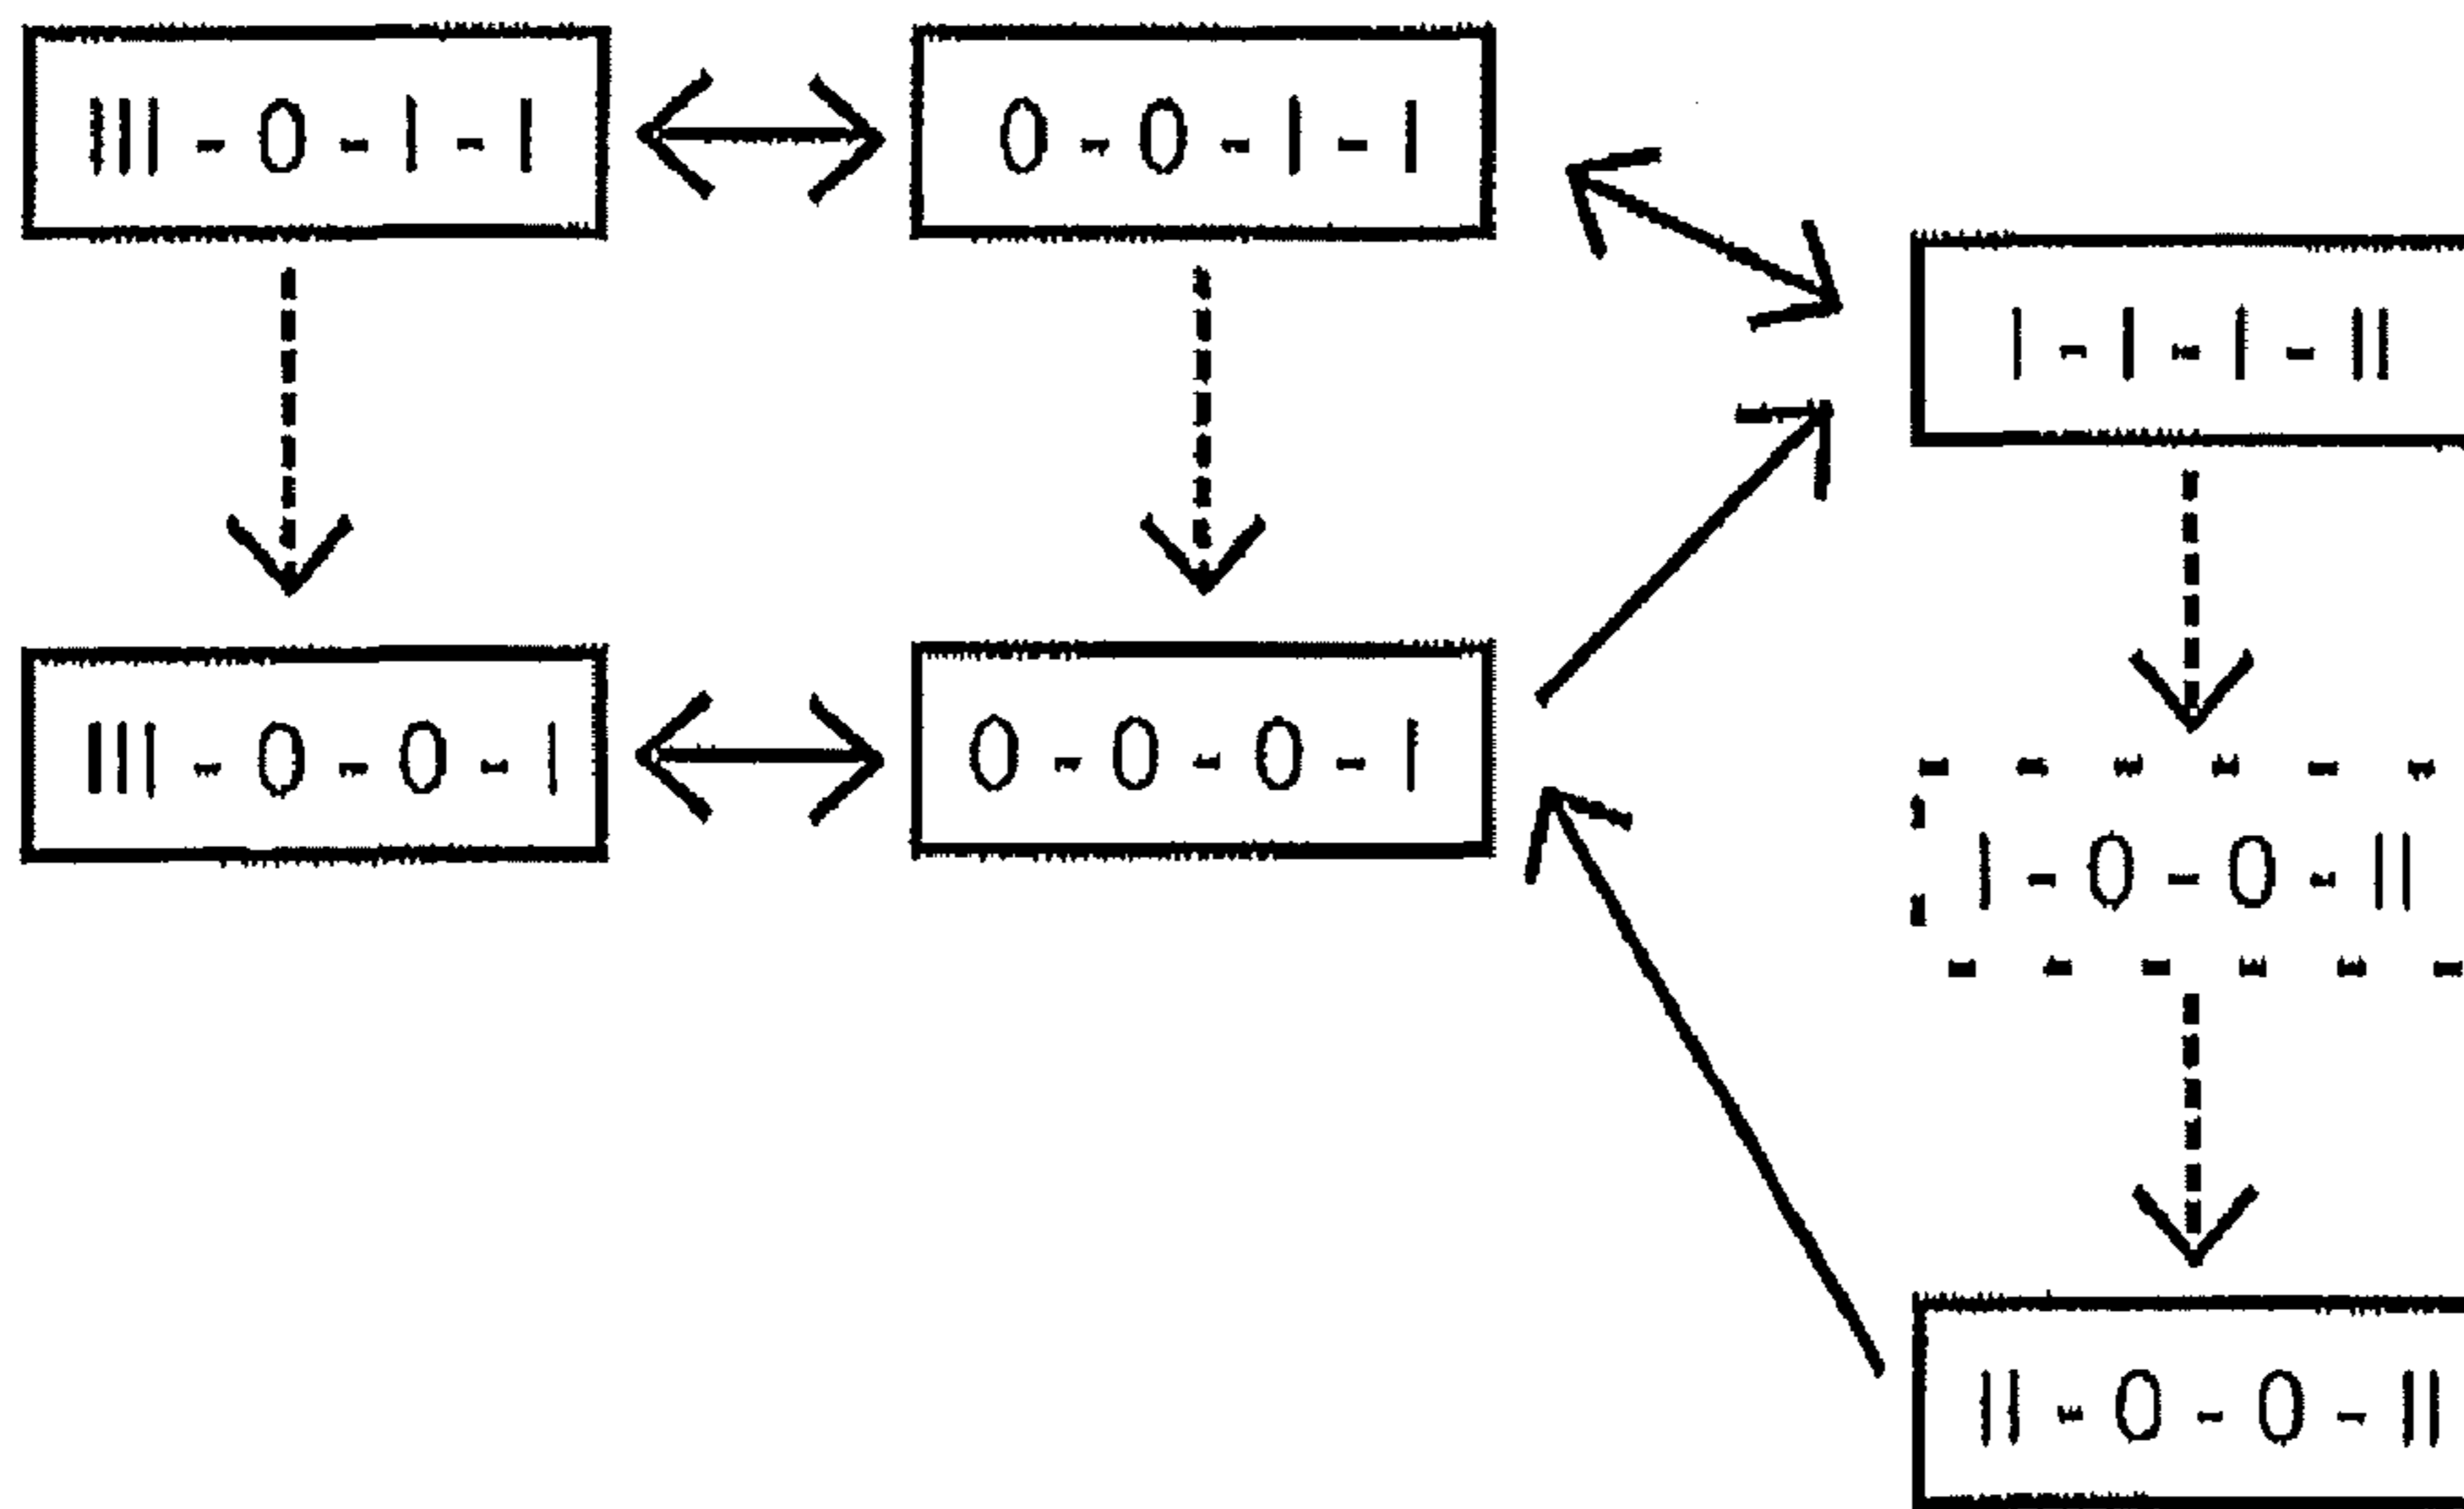 III - 0 - I - I
0 - 0 - I - I
I - I - I - II
III - 0 - 0 - I
0 - 0 - 0 - I
I - 0 - 0 - II
II - 0 - 0 - II